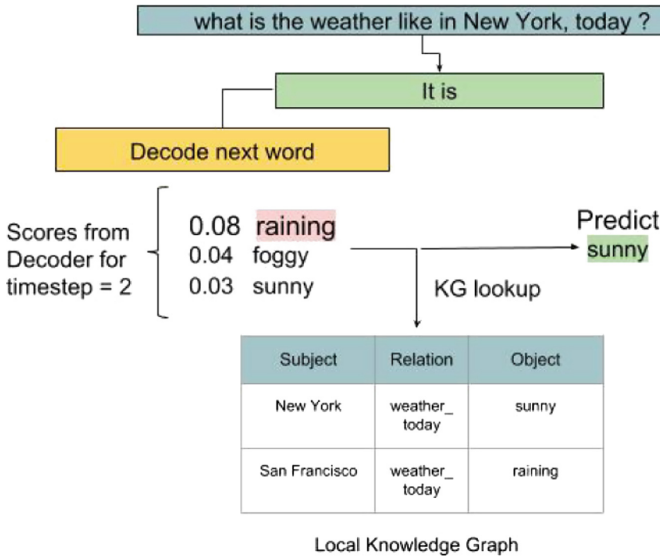 what is the weather like in New York, today ?
It is
Decode next word
Scores from
Decoder for
timestep = 2
0.08 raining
0.04 foggy
0.03 sunny
Predict
sunny
KG lookup
Subject Relation Object
New York weather_ sunny
today
San Francisco weather_ raining
today
Local Knowledge Graph